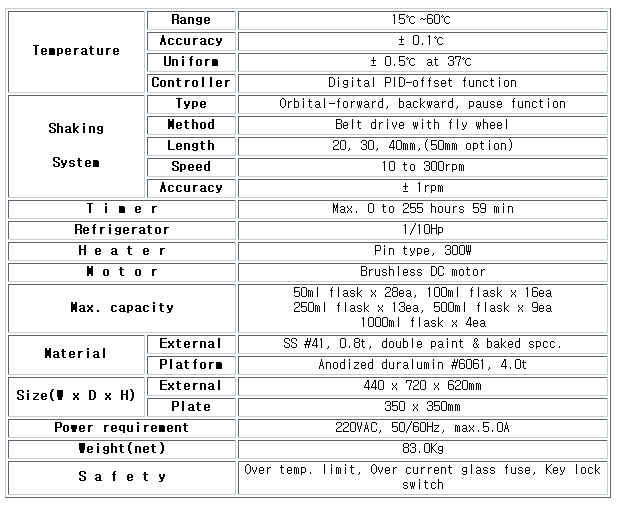 Temperature Range 15℃ ~60℃
Accuracy ± 0.1℃
Uniform ± 0.5℃ at 37℃
Controller Digital PID-offset function
Shaking System Type Orbital-forward, backward, pause function
Method Belt drive with fly wheel
Length 20, 30, 40mm,(50mm option)
Speed 10 to 300rpm
Accuracy ± 1rpm
T i m e r Max. 0 to 255 hours 59 min
Refrigerator 1/10Hp
H e a t e r Pin type, 300W
M o t o r Brushless DC motor
Max. capacity 50ml flask x 28ea, 100ml flask x 16ea
250ml flask x 13ea, 500ml flask x 9ea
1000ml flask x 4ea
Material External SS #41, 0.8t, double paint & baked spcc.
Platform Anodized duralumin #6061, 4.0t
Size(W x D x H) External 440 x 720 x 620mm
Plate 350 x 350mm
Power requirement 220VAC, 50/60Hz, max.5.0A
Weight(net) 83.0Kg
S a f e t y Over temp. limit, Over current glass fuse, Key lock
switch